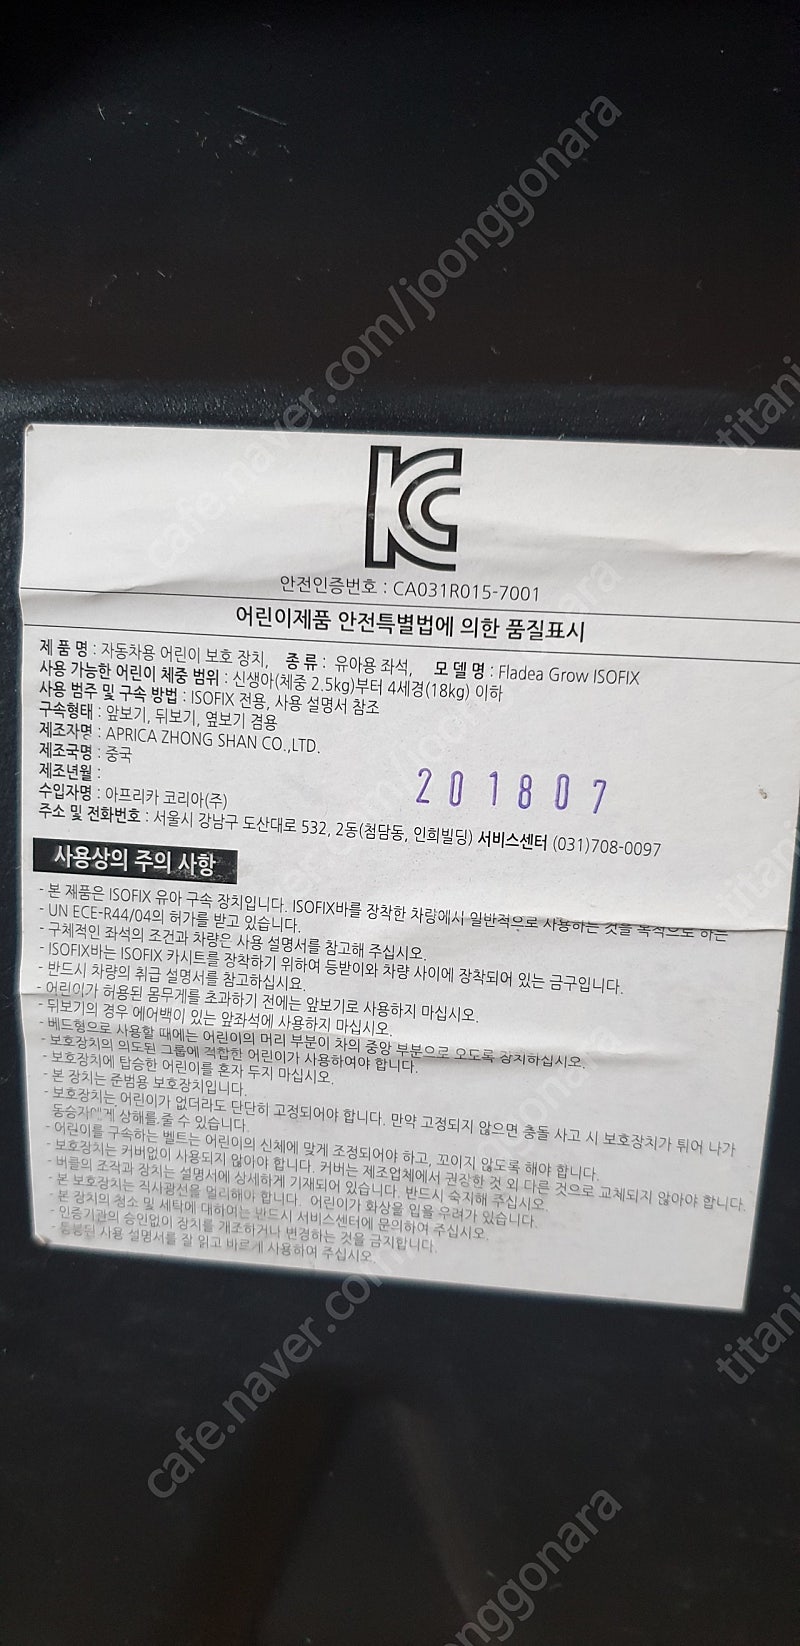 KC
안전인증번호 : CA031R015-7001
어린이제품 안전특별법에 의한 품질표시
제 품 명 : 자동차용 어린이 보호 장치, 종 류 : 유아용 좌석, 모 델 명 : Fladea Grow ISOFIX
사용 가능한 어린이 체중 범위 : 신생아(체중 2.5kg)부터 4세경(18kg) 이하
사용 범주 및 구속 방법 : ISOFIX 전용, 사용 설명서 참조
구속형태 : 앞보기, 뒤보기, 옆보기 겸용
제조자명 : APRICA ZHONG SHAN CO.,LTD.
제조국명 : 중국
제조년월 : 201807
수입자명 : 아프리카 코리아(주)
주소 및 전화번호 : 서울시 강남구 도산대로 532, 2동(첨담동, 인희빌딩) 서비스센터 (031)708-0097
사용상의 주의 사항
- 본 제품은 ISOFIX 유아 구속 장치입니다. ISOFIX바를 장착한 차량에서 일반적으로 사용하는 것을 목적으로 하는
- UN ECE-R44/04의 허가를 받고 있습니다.
- 구체적인 좌석의 조건과 차량은 사용 설명서를 참고해 주십시오.
- ISOFIX바는 ISOFIX 카시트를 장착하기 위하여 등받이와 차량 사이에 장착되어 있는 금구입니다.
- 반드시 차량의 취급 설명서를 참고하십시요.
- 어린이가 허용된 몸무게를 초과하기 전에는 앞보기로 사용하지 마십시오.
- 뒤보기의 경우 에어백이 있는 앞좌석에 사용하지 마십시오.
- 베드형으로 사용할 때에는 어린이의 머리 부분이 차의 중앙 부분으로 오도록 장치하십시오.
- 보호장치의 의도된 그룹에 적합한 어린이가 사용하여야 합니다.
- 보호장치에 탑승한 어린이를 혼자 두지 마십시오.
- 본 장치는 준범용 보호장치입니다.
- 보호장치는 어린이가 없더라도 단단히 고정되어야 합니다. 만약 고정되지 않으면 충돌 사고 시 보호장치가 튀어 나가
동승자에게 상해를 줄 수 있습니다.
- 어린이를 구속하는 벨트는 어린이의 신체에 맞게 조정되어야 하고, 꼬이지 않도록 해야 합니다.
- 보호장치는 커버없이 사용되지 않아야 합니다. 커버는 제조업체에서 권장한 것 외 다른 것으로 교체되지 않아야 합니다.
- 버클의 조작과 장치는 설명서에 상세하게 기재되어 있습니다. 반드시 숙지해 주십시오.
- 본 보호장치는 직사광선을 멀리해야 합니다. 어린이가 화상을 입을 우려가 있습니다.
- 본 장치의 청소 및 세탁에 대하여는 반드시 서비스센터에 문의하여 주십시오.
- 인증기관의 승인없이 장치를 개조하거나 변경하는 것을 금지합니다.
- 동봉된 사용 설명서를 잘 읽고 바르게 사용하여 주십시오
cafe.naver.com/joonggonara
titani
cafe.naver.com/joonggonara
titani
cafe.naver.com/joonggonara
titani
onggonara